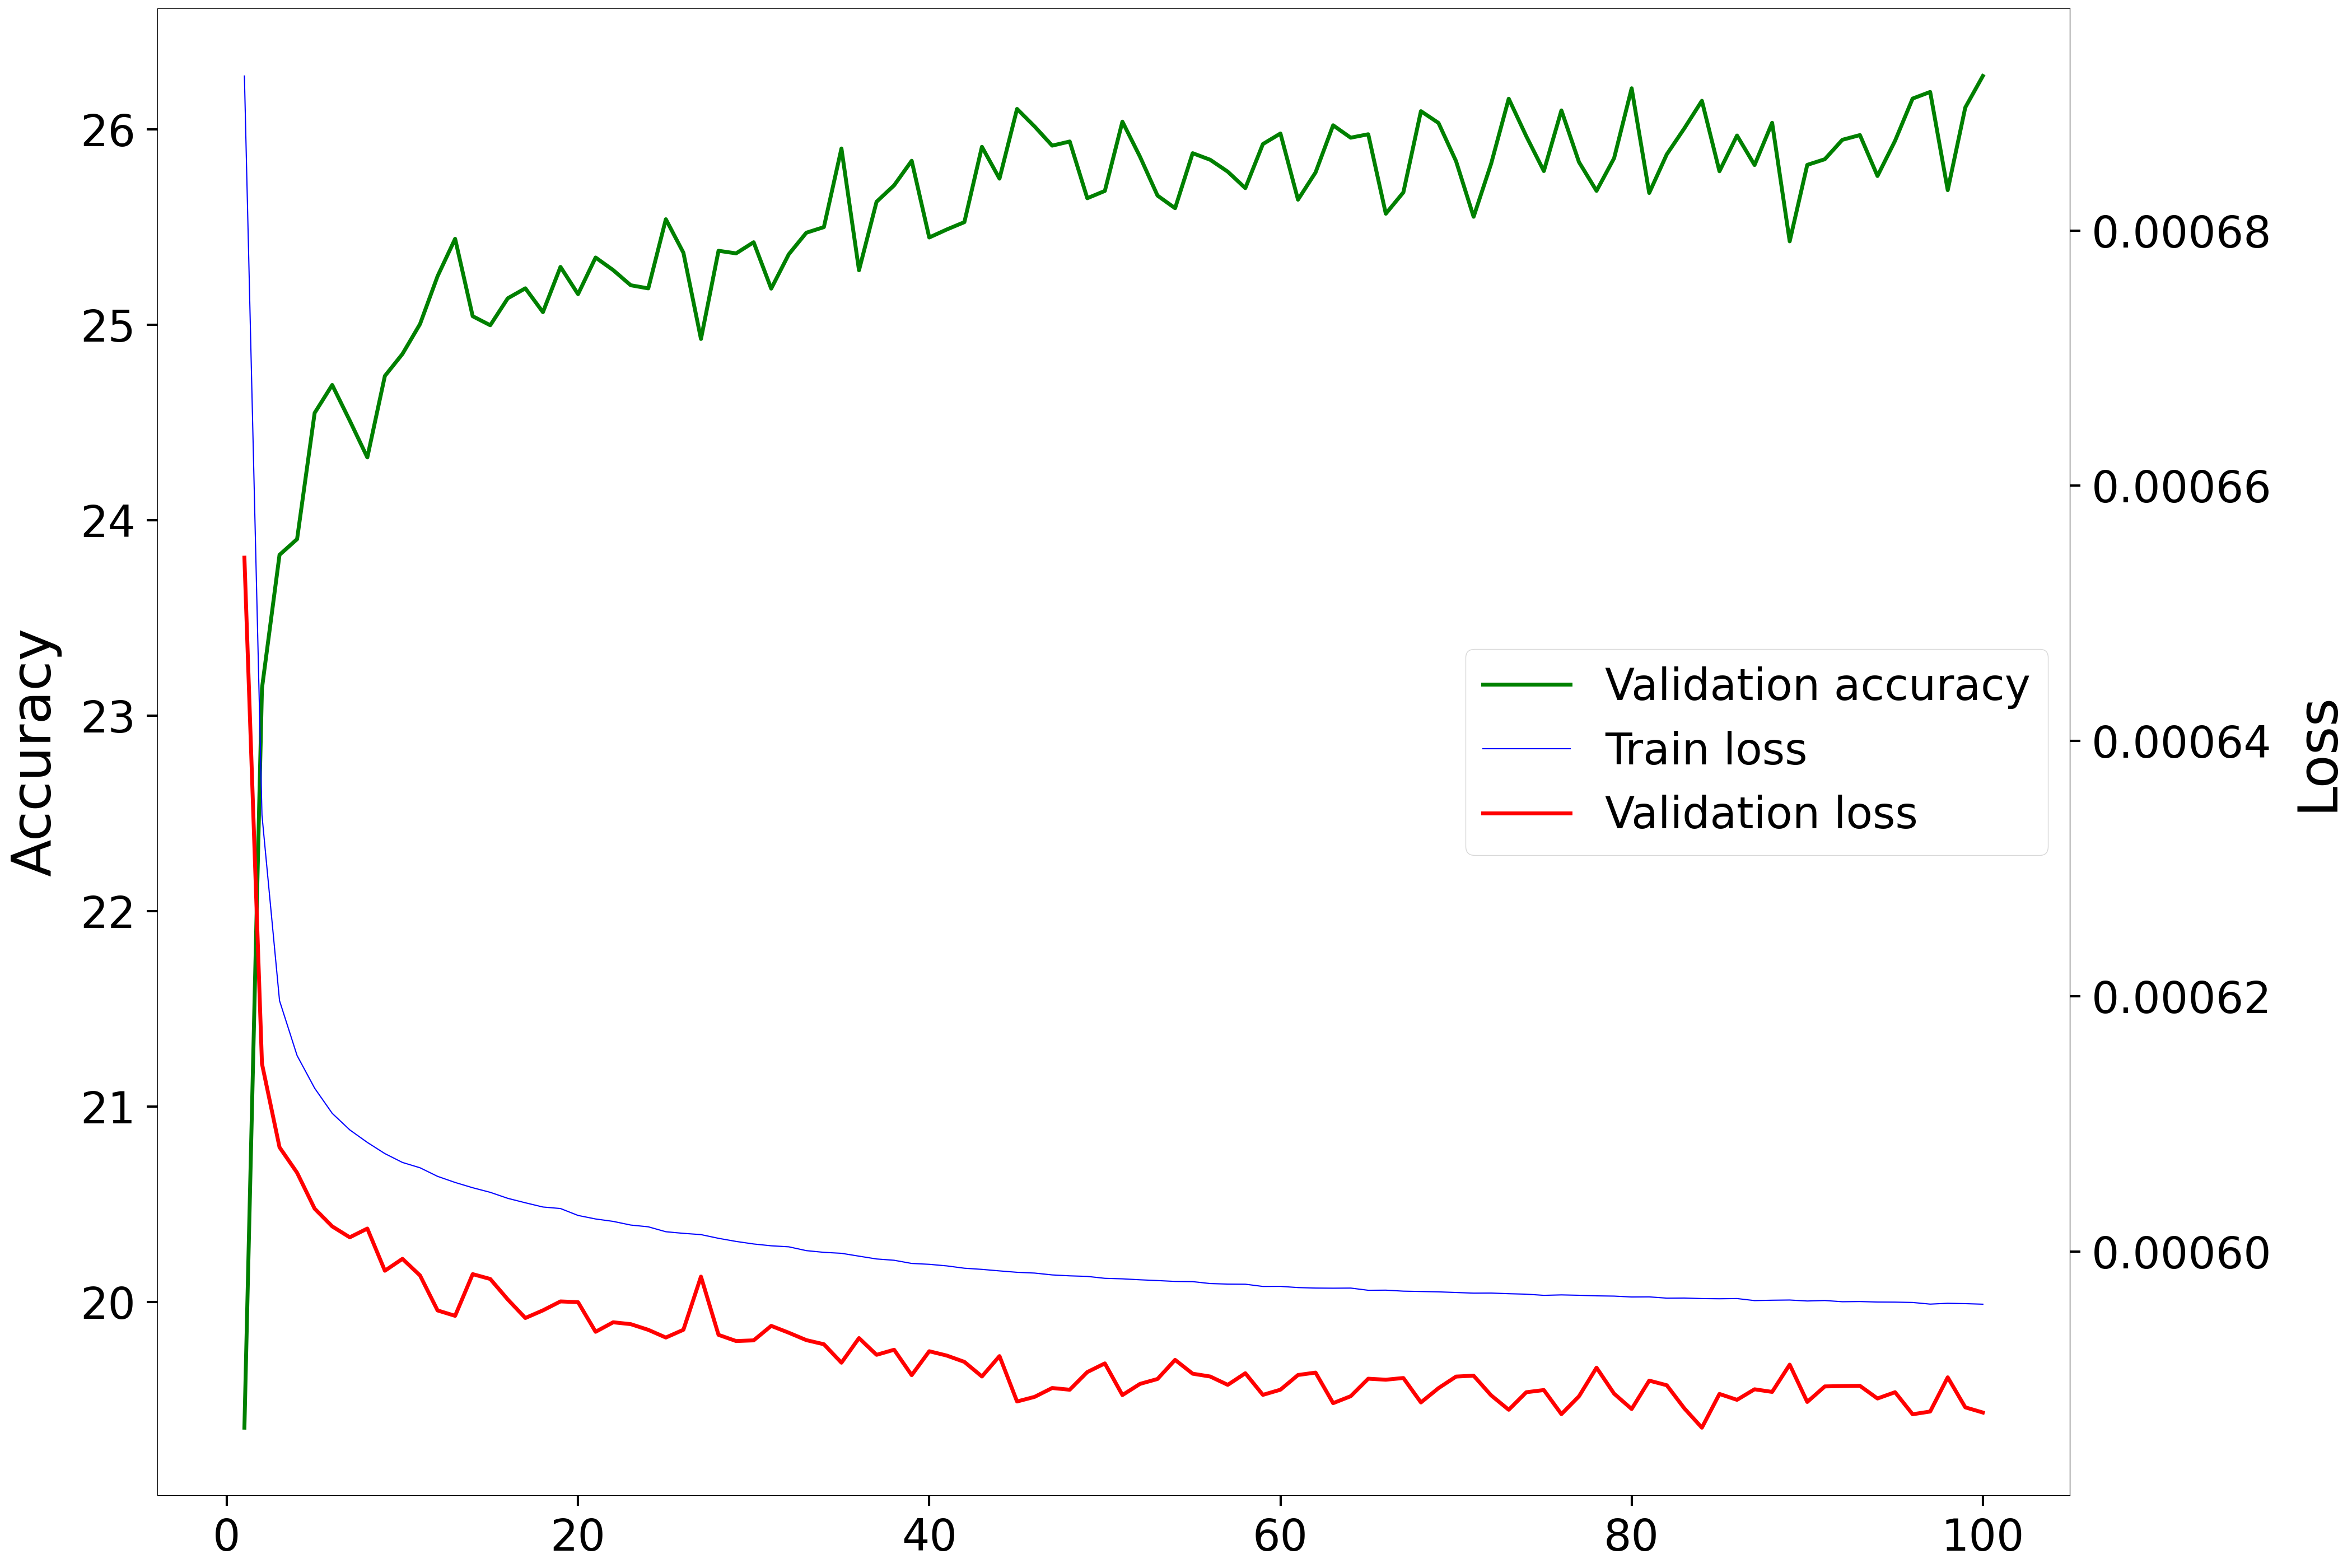 Accuracy
26
25
24
23
22
21
20
0.00068
0.00066
0.00064
0.00062
0.00060
Loss
Validation accuracy
Train loss
Validation loss
0 20 40 60 80 100